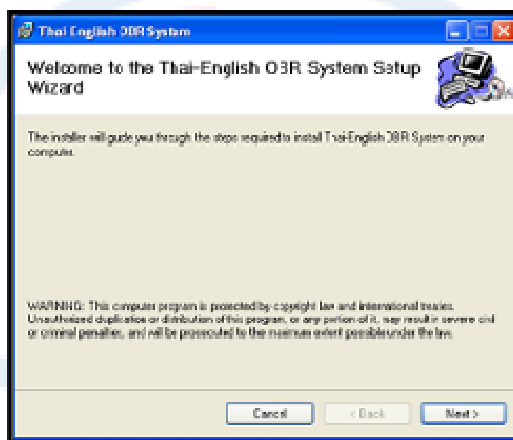 Thai English OBR System
Welcome to the Thai-English OBR System Setup
Wizard
The installer will guide you through the steps required to install Thai-English OBR System on your
computer.
WARNING: This computer program is protected by copyright law and international treaties.
Unauthorized duplication or distribution of this program, or any portion of it, may result in severe civil
or criminal penalties, and will be prosecuted to the maximum extent possible under the law.
Cancel
< Back
Next >